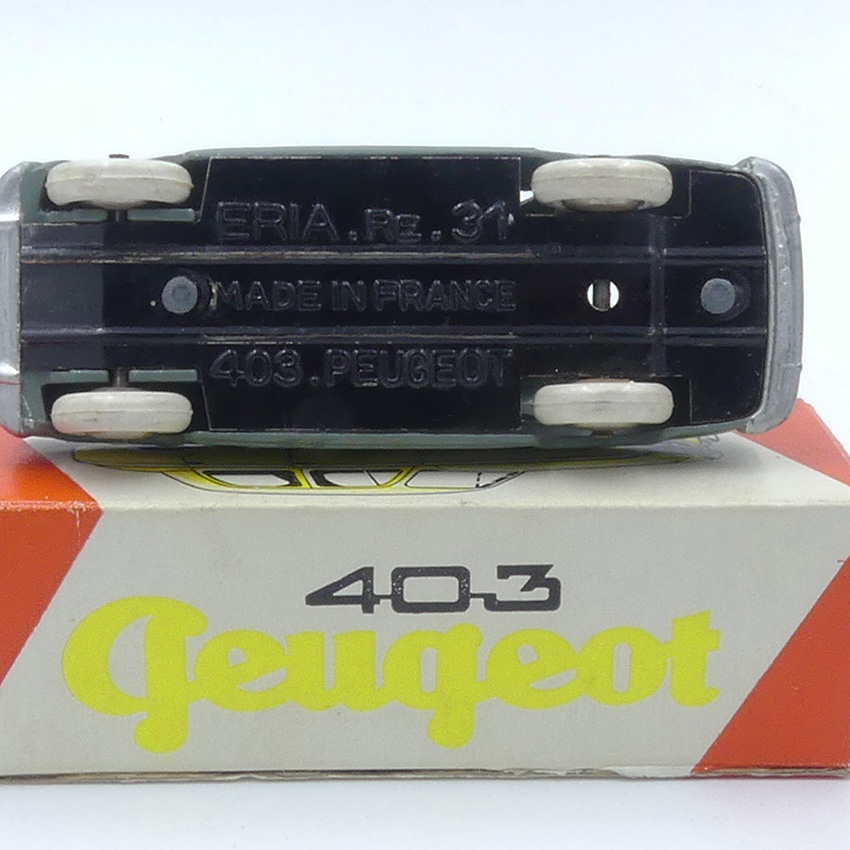 ERIA.RE.31
MADE IN FRANCE
403.PEUGEOT
403
Peugeot